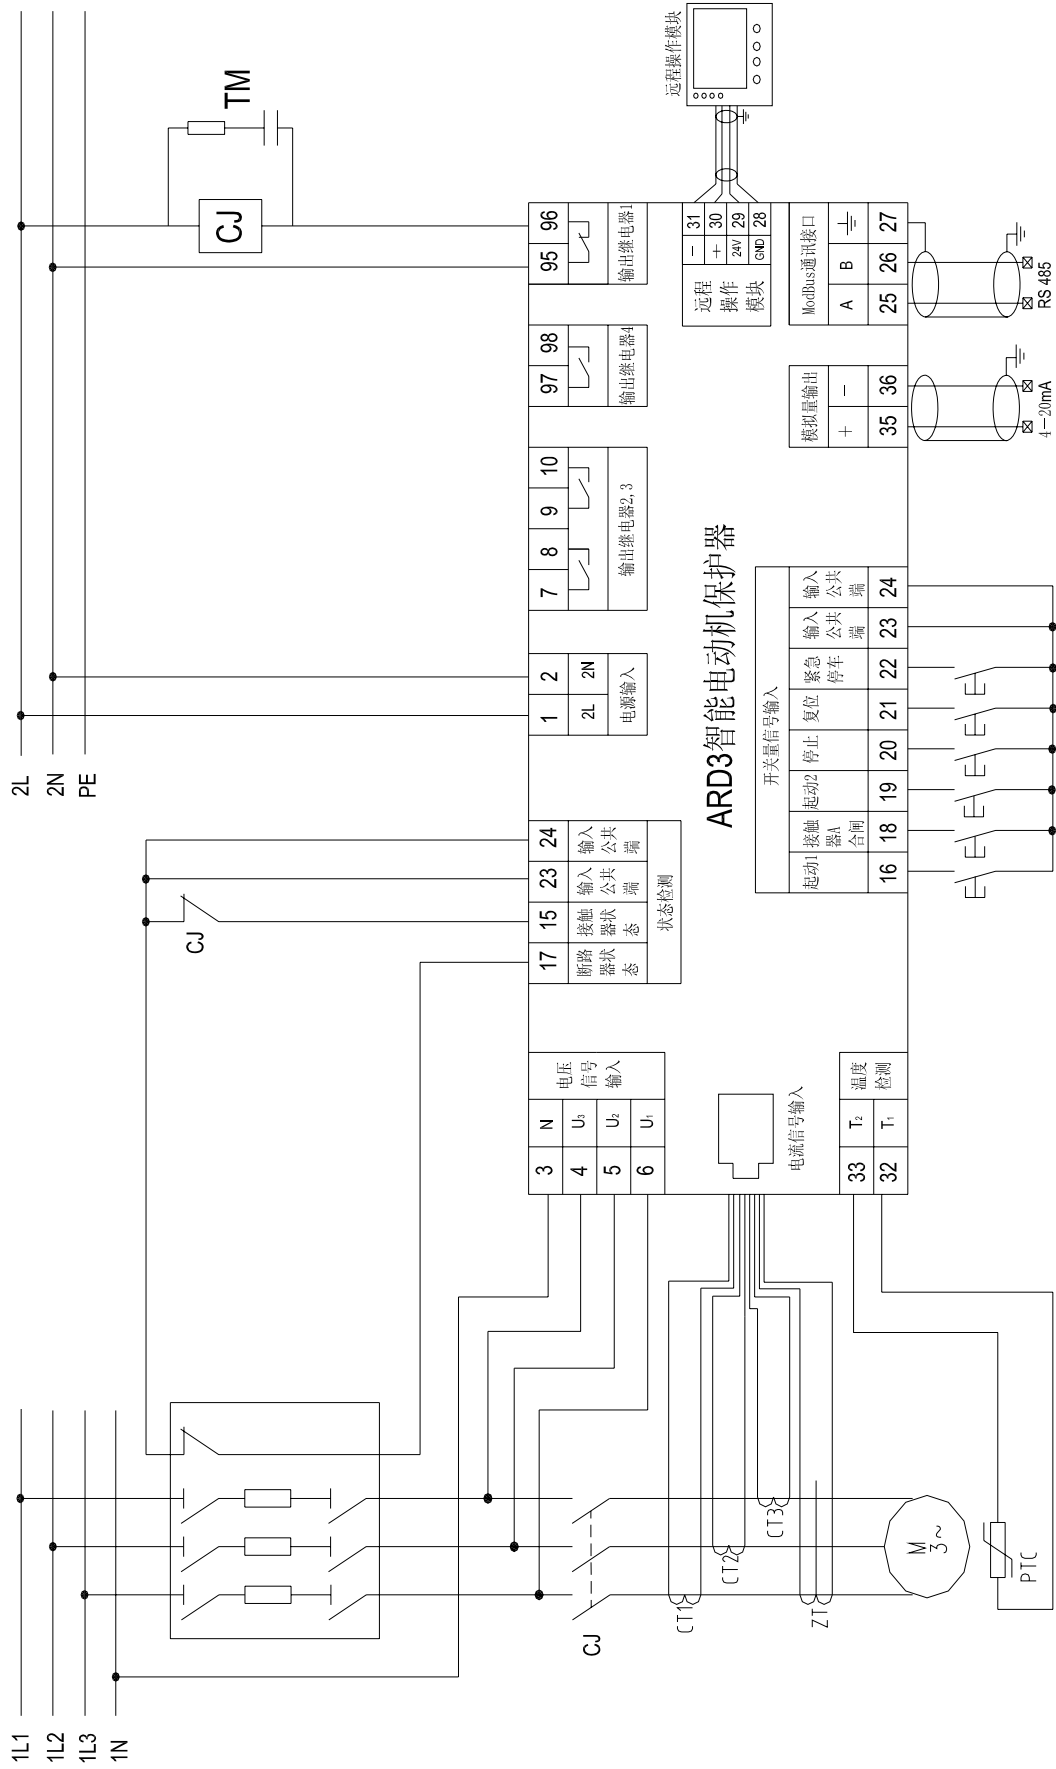 1L1
1L2
1L3
1N
2L
2N
PE
TM
CJ
CJ
CJ
ARD3智能电动机保护器
3
4
5
6
N
U3
U2
U1
电压
信号
输入
17
15
23
24
断路
器状
态
接触
器状
态
输入
公共
端
输入
公共
端
状态检测
1
2
2L
2N
电源输入
7
8
9
10
输出继电器2,3
97
98
输出继电器4
95
96
输出继电器1
远程操作模块
31
30
29
28
-
+
24V
GND
远程
操作
模块
ModBus通讯接口
A
B
25
26
27
RS485
模拟量输出
+
-
35
36
4-20mA
开关量信号输入
起动1
接触
器A
合闸
起动2
停止
复位
紧急
停车
输入
公共
端
输入
公共
端
16
18
19
20
21
22
23
24
电流信号输入
温度
检测
T2
T1
33
32
CT1
CT2
CT3
ZT
M
3~
PTC